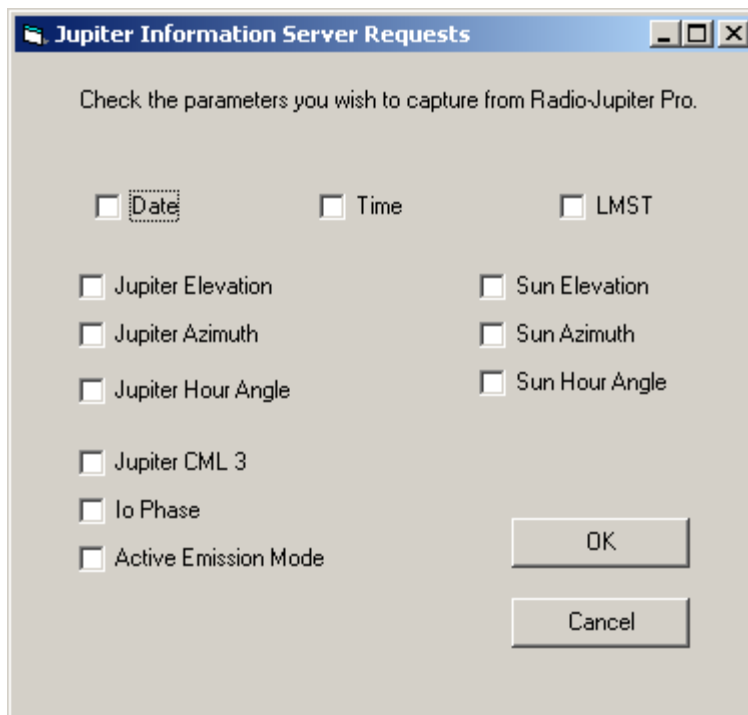 Jupiter Information Server Requests
Check the parameters you wish to capture from Radio-Jupiter Pro.
Date Time LMST
Jupiter Elevation Sun Elevation
Jupiter Azimuth Sun Azimuth
Jupiter Hour Angle Sun Hour Angle
Jupiter CML 3
Io Phase
Active Emission Mode
OK
Cancel